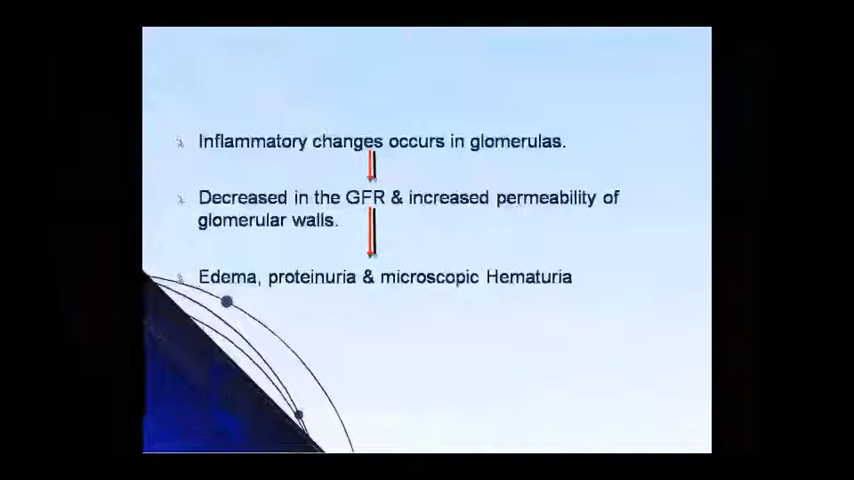 Inflammatory changes occurs in glomerulas.
Decreased in the GFR & increased permeability of
glomerular walls.
Edema, proteinuria & microscopic Hematuria